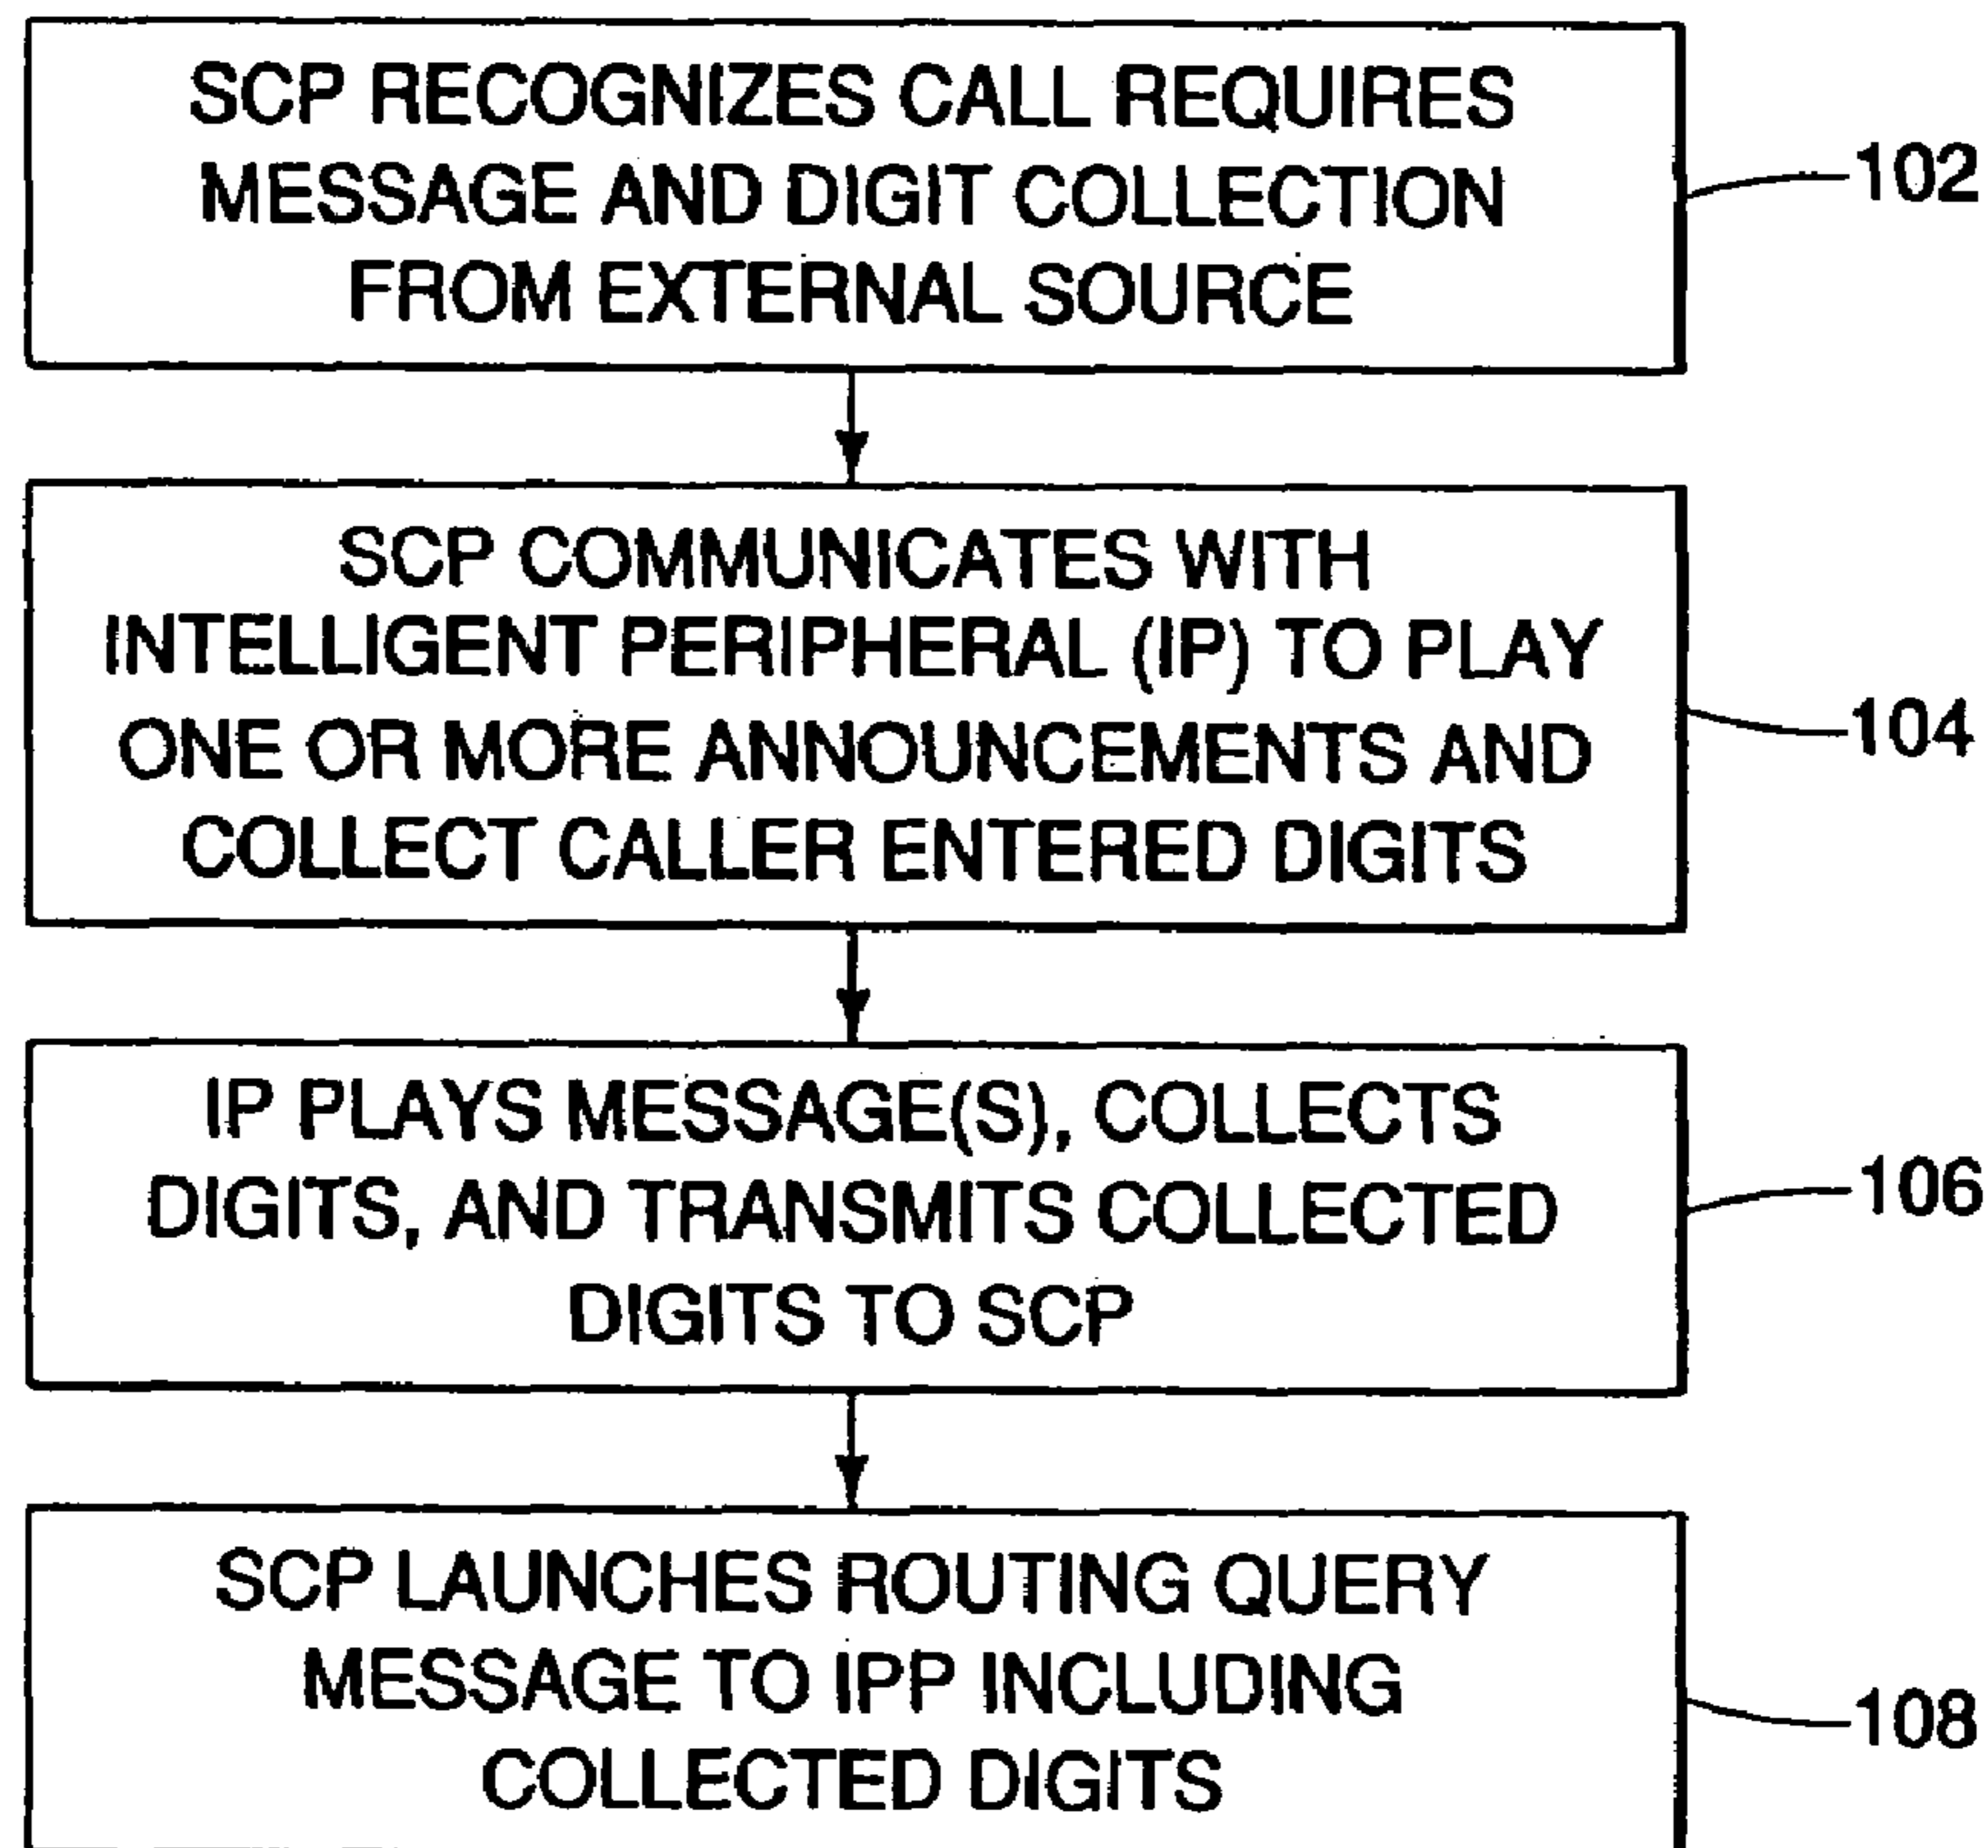 SCP RECOGNIZES CALL REQUIRES
MESSAGE AND DIGIT COLLECTION
FROM EXTERNAL SOURCE
102
SCP COMMUNICATES WITH
INTELLIGENT PERIPHERAL (IP) TO PLAY
ONE OR MORE ANNOUNCEMENTS AND
COLLECT CALLER ENTERED DIGITS
104
IP PLAYS MESSAGE(S), COLLECTS
DIGITS, AND TRANSMITS COLLECTED
DIGITS TO SCP
106
SCP LAUNCHES ROUTING QUERY
MESSAGE TO IPP INCLUDING
COLLECTED DIGITS
108